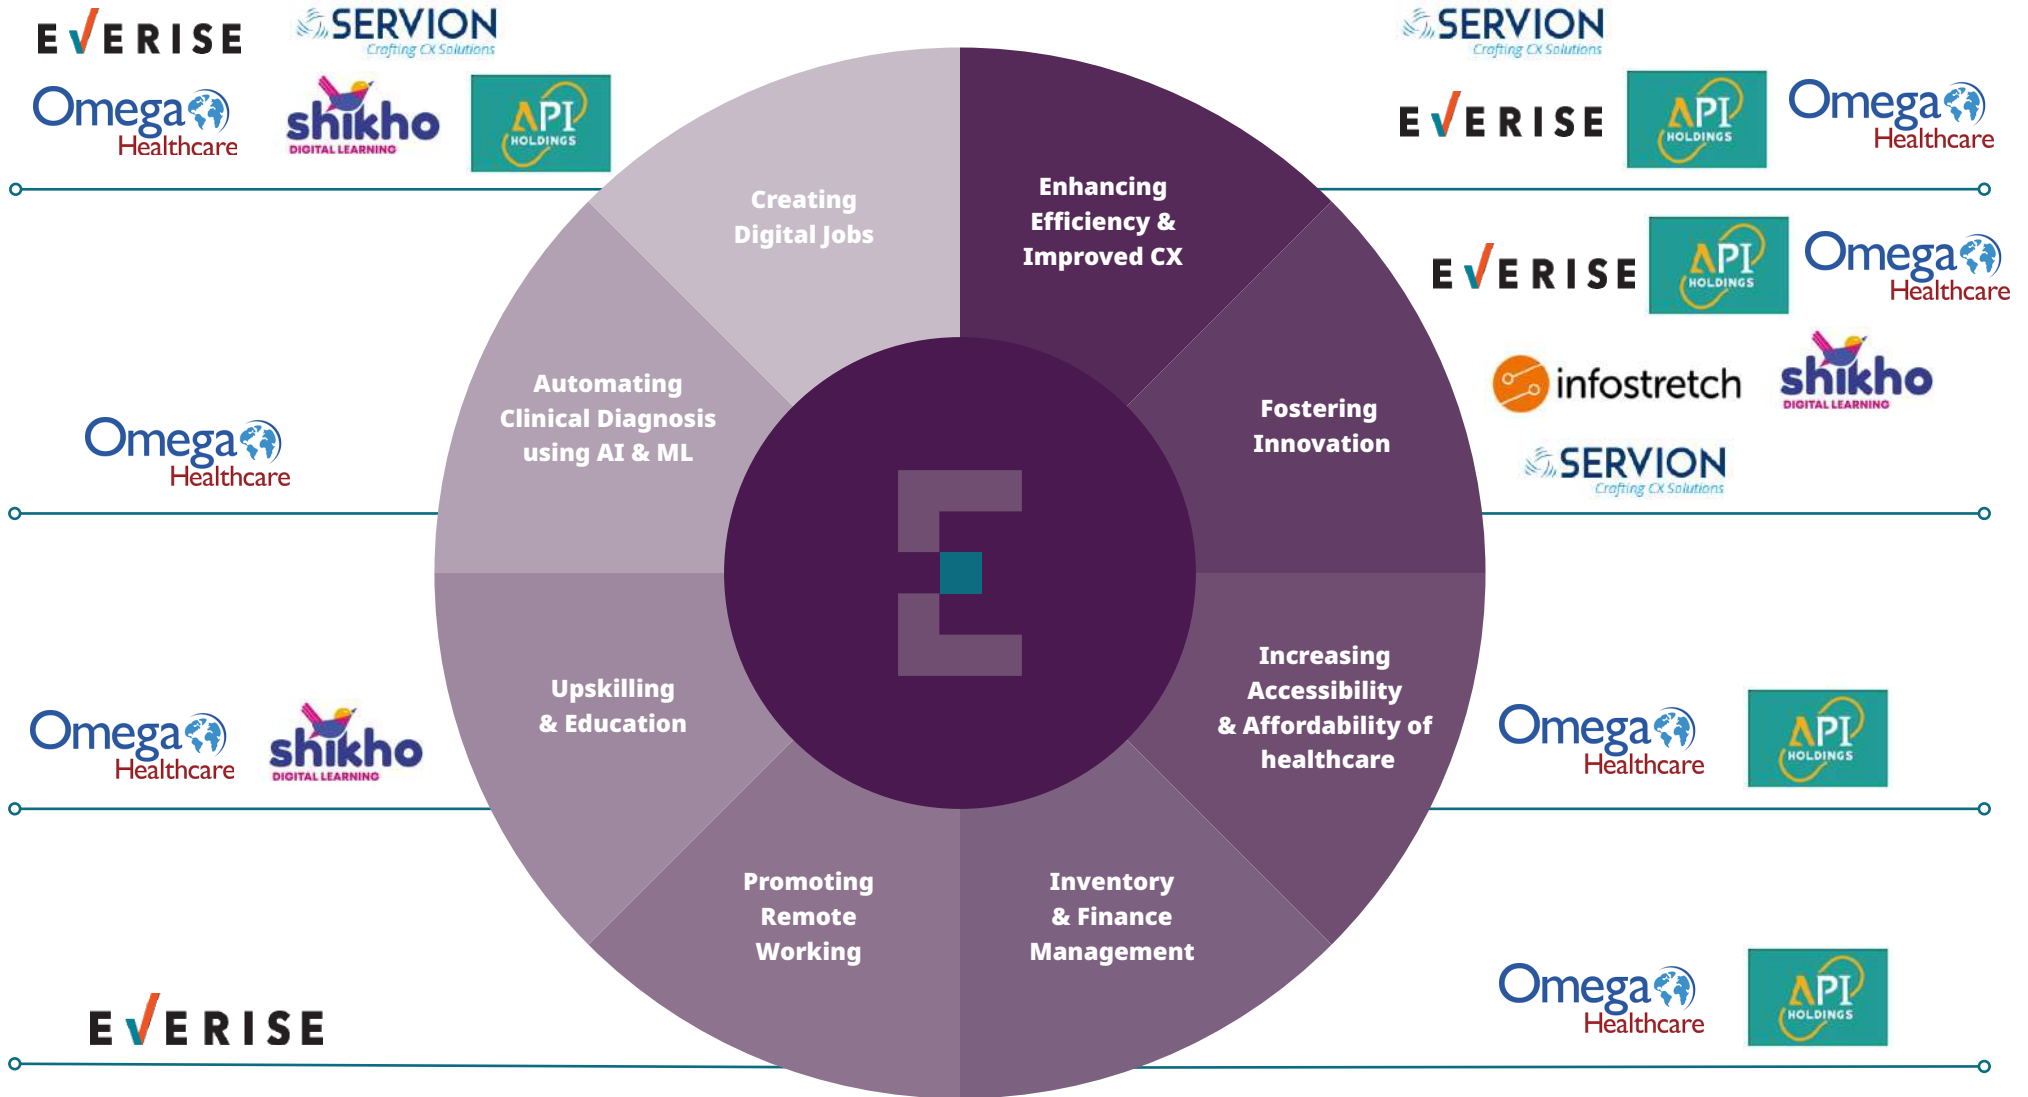 EVERISE
SERVION
Crafting CX Solutions
Omega
Healthcare
shikho
DIGITAL LEARNING
API
HOLDINGS
Creating
Digital Jobs
Enhancing
Efficiency &
Improved CX
SERVION
Crafting CX Solutions
EVERISE
API
HOLDINGS
Omega
Healthcare
Automating
Clinical Diagnosis
using AI & ML
Omega
Healthcare
Fostering
Innovation
EVERISE
API
HOLDINGS
Omega
Healthcare
infostretch
shikho
DIGITAL LEARNING
SERVION
Crafting CX Solutions
Upskilling
& Education
Omega
Healthcare
shikho
DIGITAL LEARNING
Increasing
Accessibility
& Affordability of
healthcare
Omega
Healthcare
API
HOLDINGS
Promoting
Remote
Working
EVERISE
Inventory
& Finance
Management
Omega
Healthcare
API
HOLDINGS